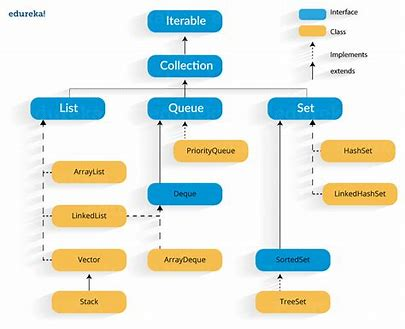 edureka!
Iterable
Interface
Class
Implements
extends
Collection
List
Queue
Set
PriorityQueue
HashSet
ArrayList
Deque
LinkedHashSet
LinkedList
Vector
ArrayDeque
SortedSet
Stack
TreeSet